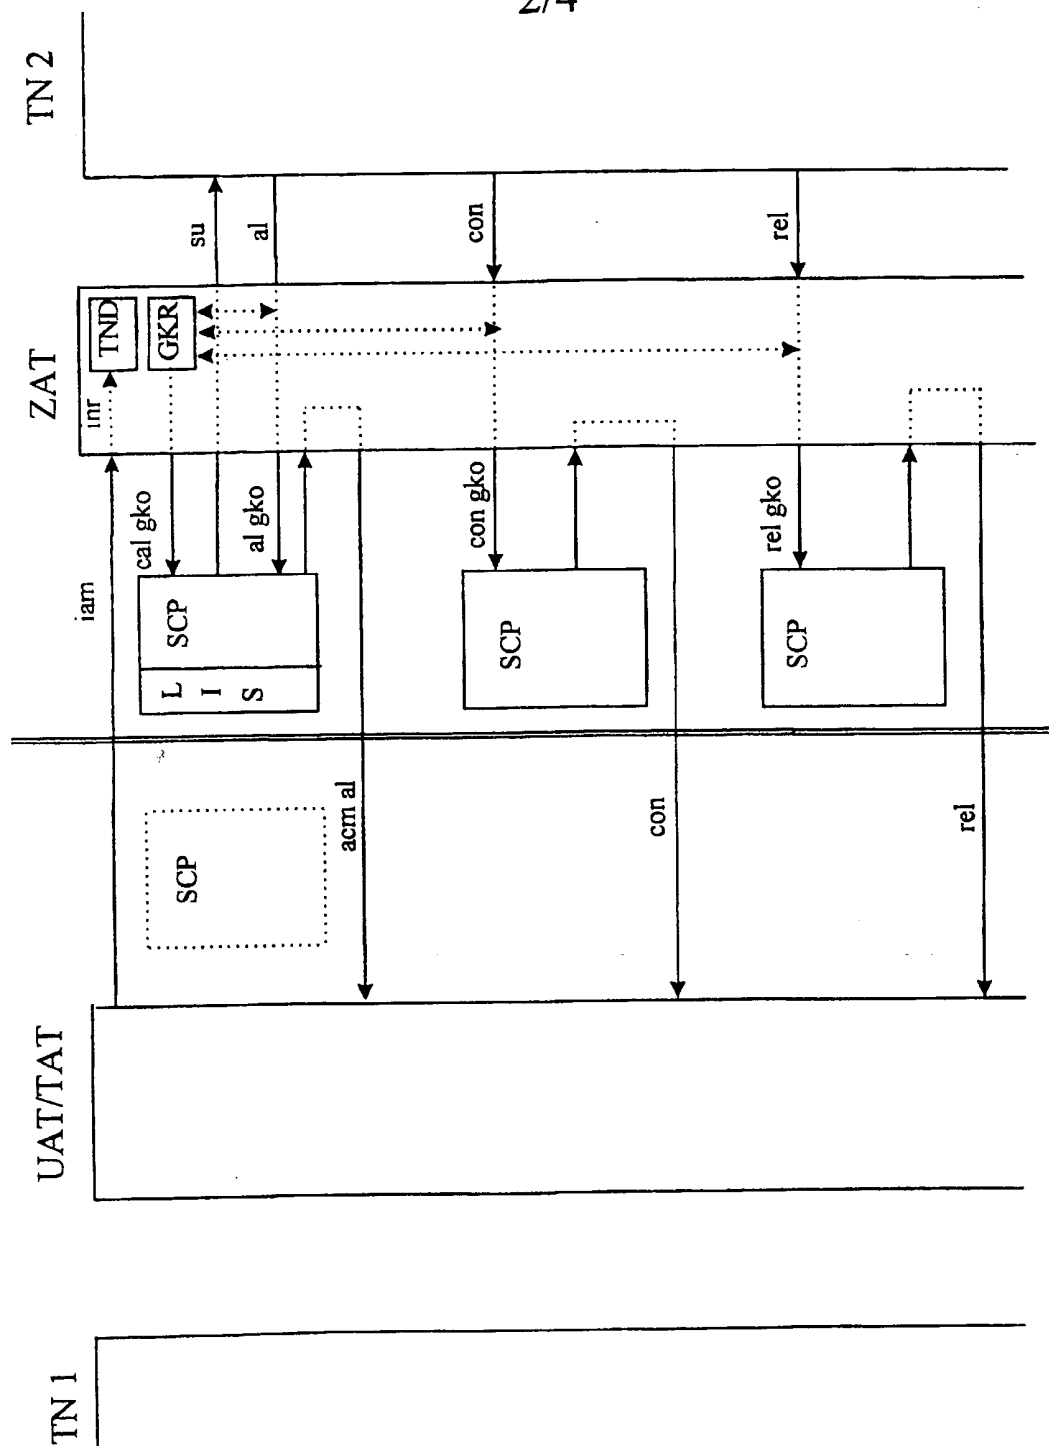 2/4
TN 1
UAT/TAT
ZAT
TN 2
iam
inr
TND
GKR
cal gko
su
SCP
L
I
S
SCP
al gko
al
acm al
con gko
con
SCP
con
rel gko
rel
SCP
rel